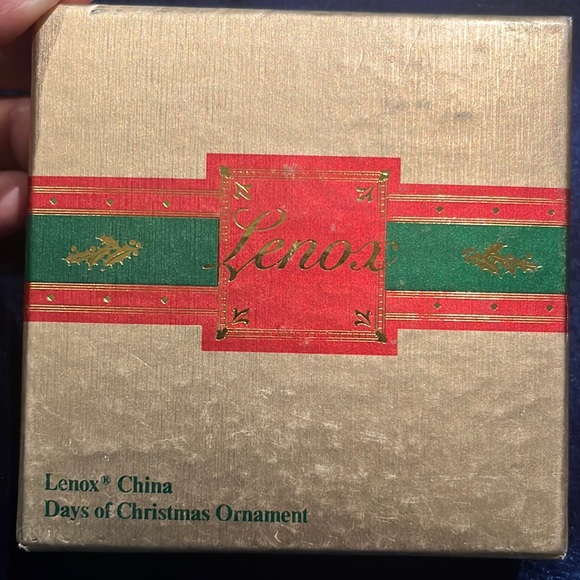 Lenox
Lenox® China
Days of Christmas Ornament